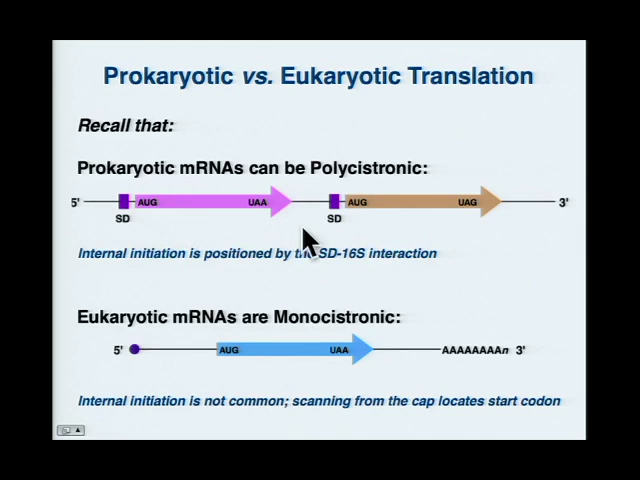 Prokaryotic vs. Eukaryotic Translation
Recall that:
Prokaryotic mRNAs can be Polycistronic:
5' AUG UAA AUG UAG 3'
SD SD
Internal initiation is positioned by the SD-16S interaction
Eukaryotic mRNAs are Monocistronic:
5' AUG UAA AAAAAAAAn 3'
Internal initiation is not common; scanning from the cap locates start codon